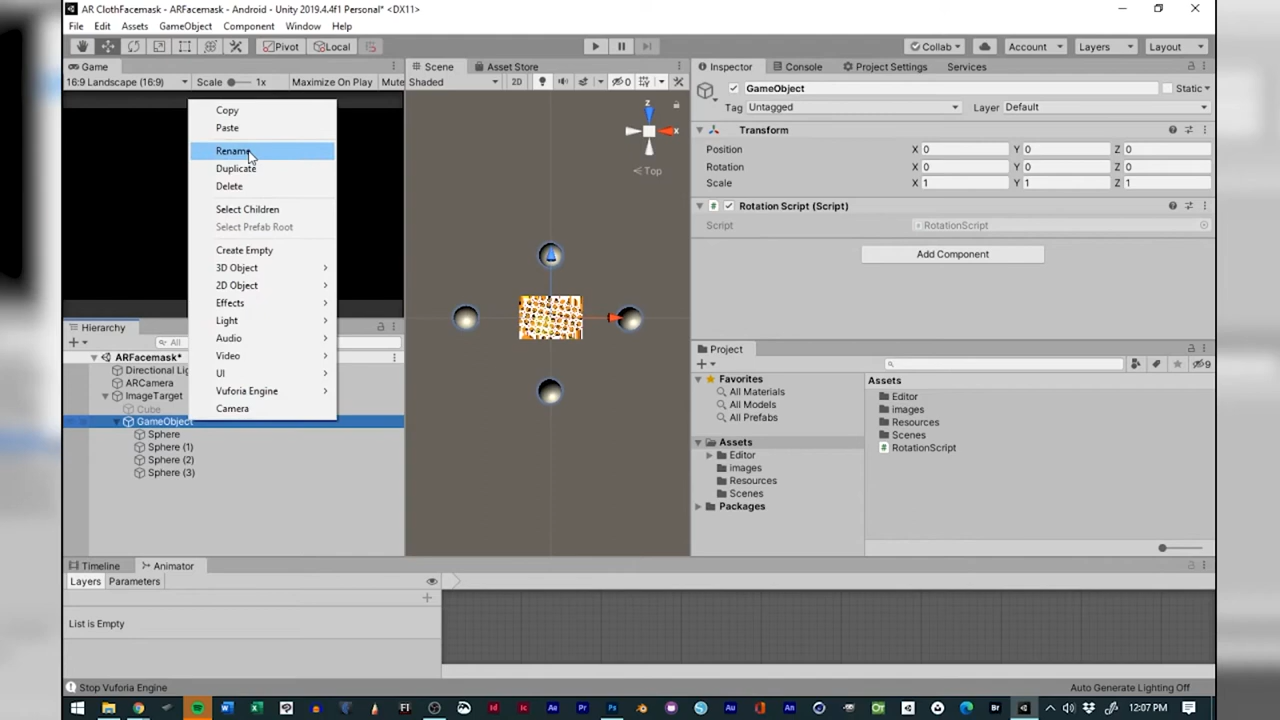 AR ClothFacemask - ARFacemask - Android - Unity 2019.4.4f1 Personal* <DX11>
File Edit Assets GameObject Component Window Help
Pivot Local Collab Account Layers Layout
Game
16:9 Landscape (16:9) Scale 1x Maximize On Play Mute
Copy
Paste
Rename
Duplicate
Delete
Select Children
Select Prefab Root
Create Empty
3D Object
2D Object
Effects
Light
Audio
Video
UI
Vuforia Engine
Camera
Scene Asset Store
Shaded 2D 0
z
x
Top
Inspector Console Project Settings Services
GameObject Static
Tag Untagged Layer Default
Transform
Position X 0 Y 0 Z 0
Rotation X 0 Y 0 Z 0
Scale X 1 Y 1 Z 1
Rotation Script (Script)
Script RotationScript
Add Component
Hierarchy
All
ARFacemask*
Directional Lig
ARCamera
ImageTarget
Cube
GameObject
Sphere
Sphere (1)
Sphere (2)
Sphere (3)
Project
9
Favorites
All Materials
All Models
All Prefabs
Assets
Editor
images
Resources
Scenes
Packages
Assets
Editor
images
Resources
Scenes
RotationScript
Timeline Animator
Layers Parameters
List is Empty
Stop Vuforia Engine Auto Generate Lighting Off
12:07 PM